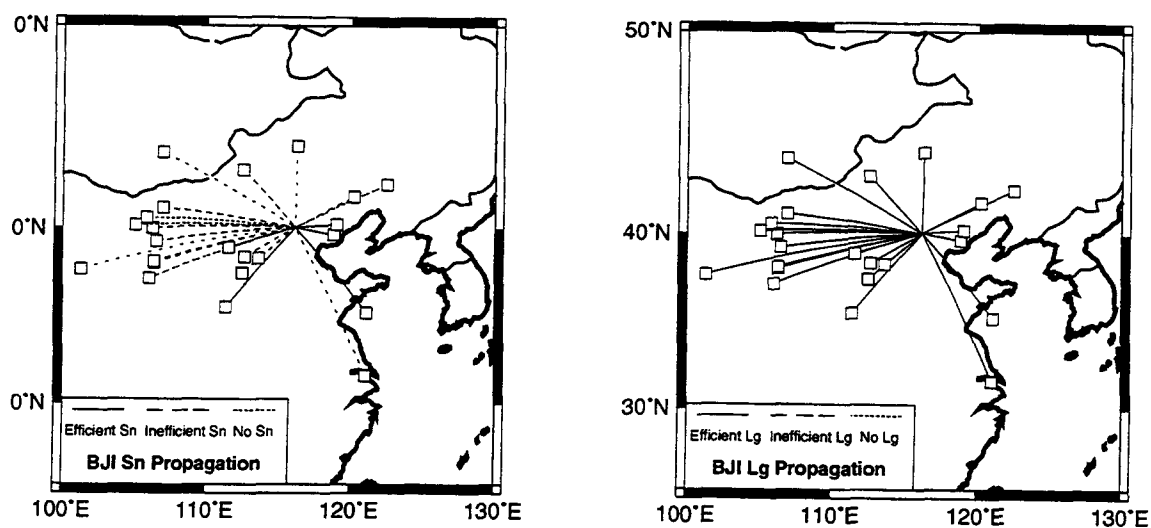 0°N
0°N
0°N
Efficient Sn Inefficient Sn No Sn
BJI Sn Propagation
100°E 110°E 120°E 130°E
50°N
40°N
30°N
Efficient Lg Inefficient Lg No Lg
BJI Lg Propagation
100°E 110°E 120°E 130°E